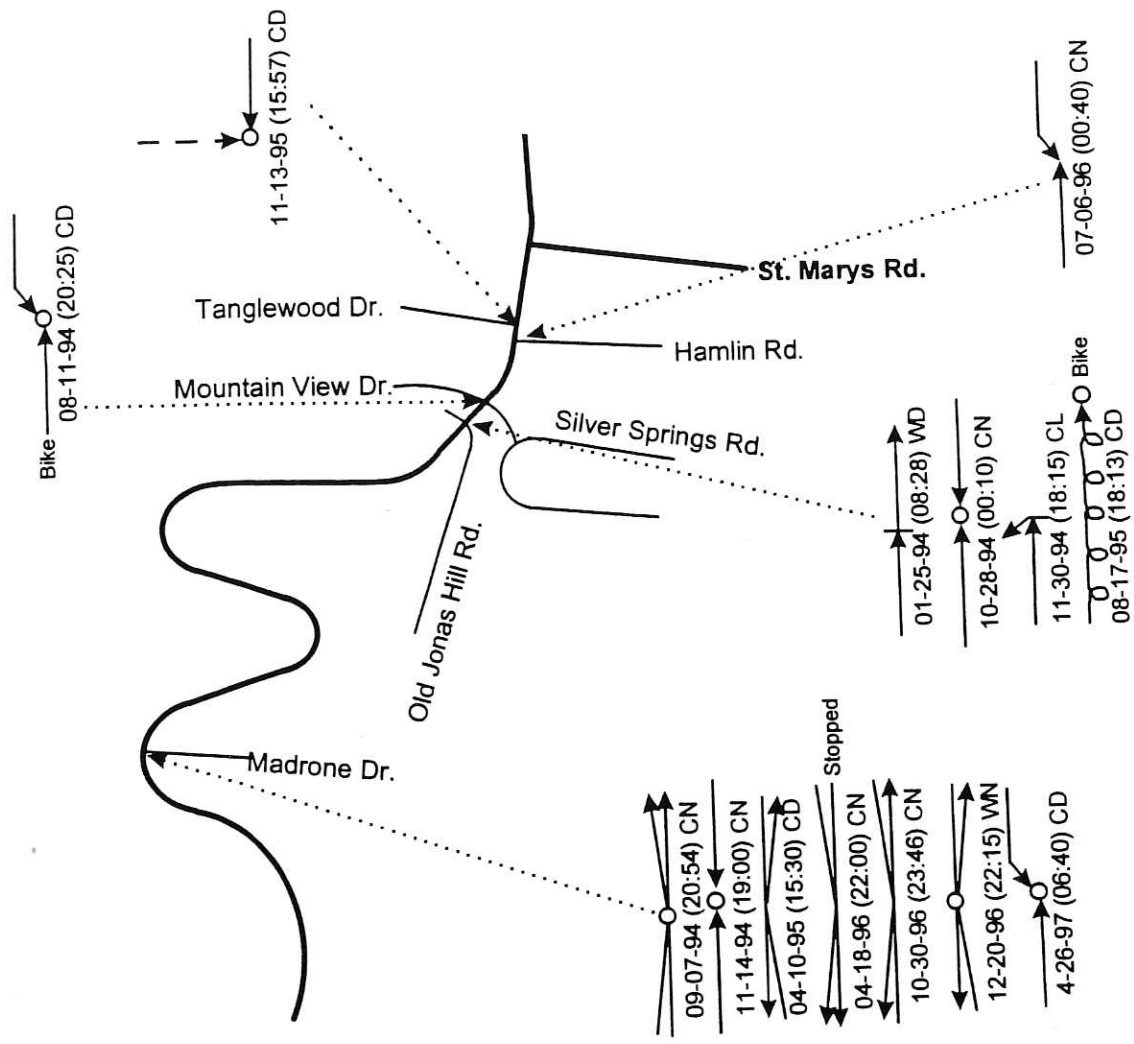 11-13-95 (15:57) CD
Bike
08-11-94 (20:25) CD
Tanglewood Dr.
St. Marys Rd.
07-06-96 (00:40) CN
Mountain View Dr.
Hamlin Rd.
Silver Springs Rd.
Old Jonas Hill Rd.
Madrone Dr.
01-25-94 (08:28) WD
10-28-94 (00:10) CN
11-30-94 (18:15) CL
Bike
08-17-95 (18:13) CD
09-07-94 (20:54) CN
11-14-94 (19:00) CN
04-10-95 (15:30) CD
Stopped
04-18-96 (22:00) CN
10-30-96 (23:46) CN
12-20-96 (22:15) WN
4-26-97 (06:40) CD